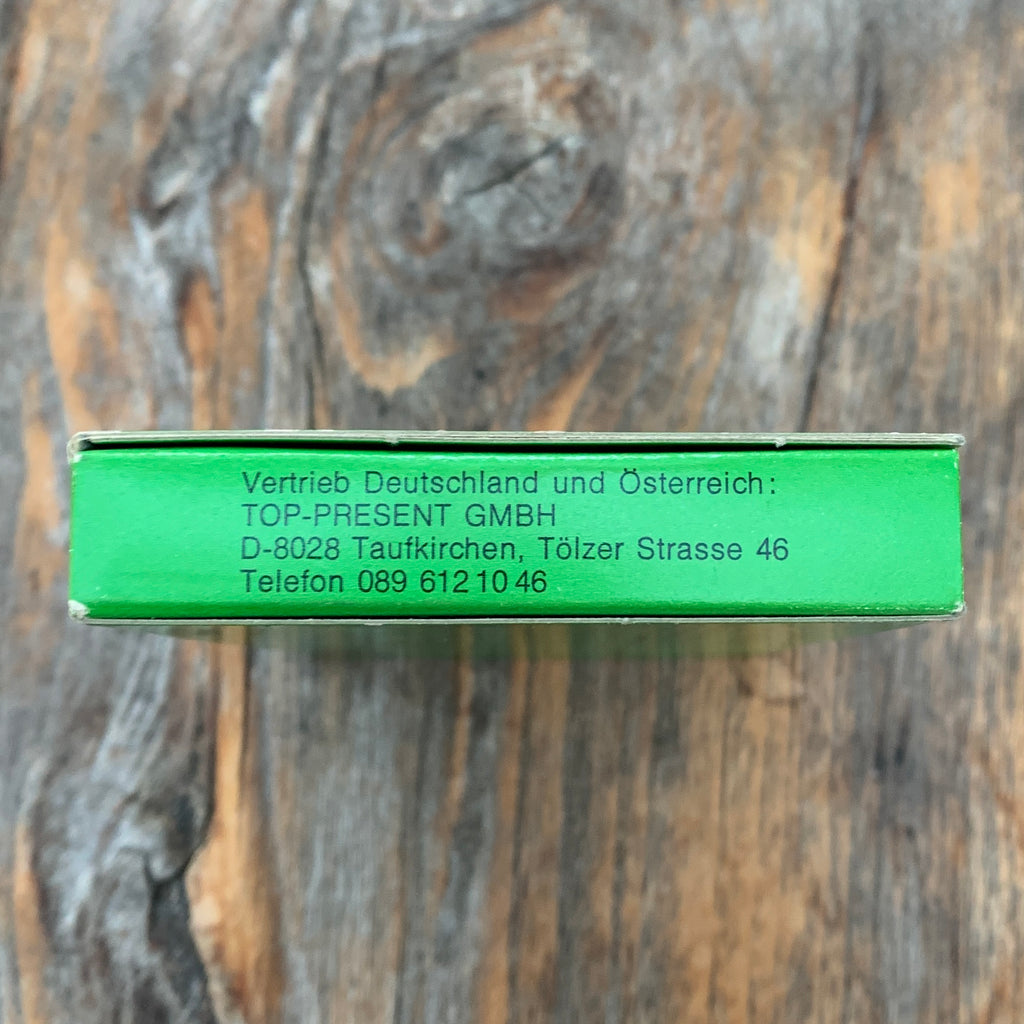 Vertrieb Deutschland und Österreich:
TOP-PRESENT GMBH
D-8028 Taufkirchen, Tölzer Strasse 46
Telefon 089 612 10 46